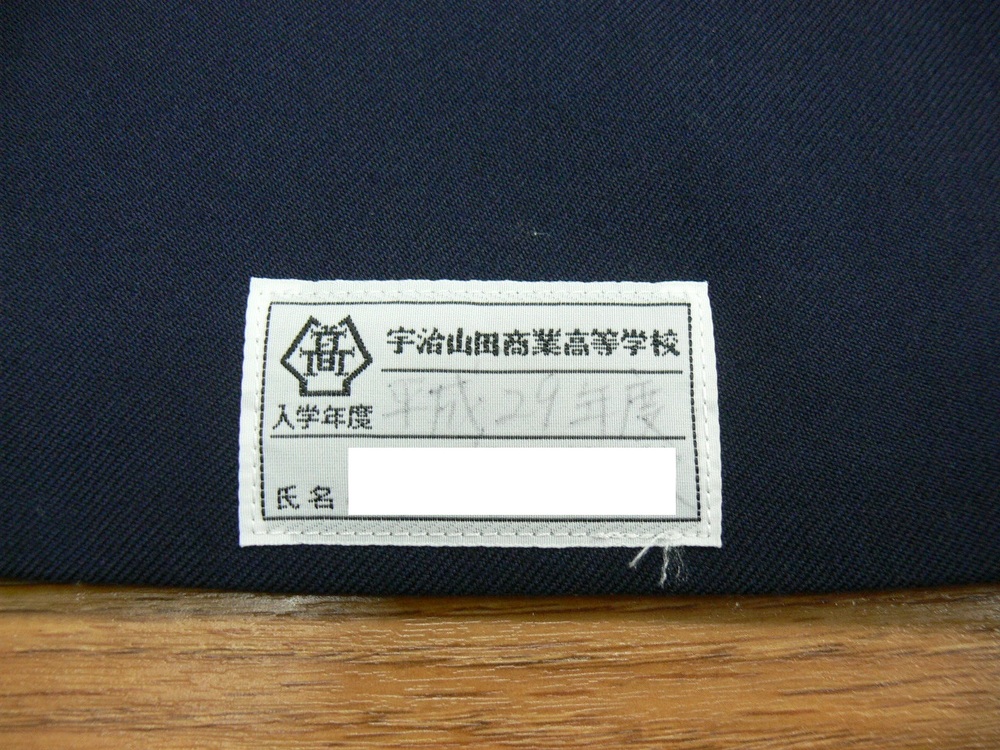 高
宇治山田商業高等学校
入学年度 平成29年度
氏名